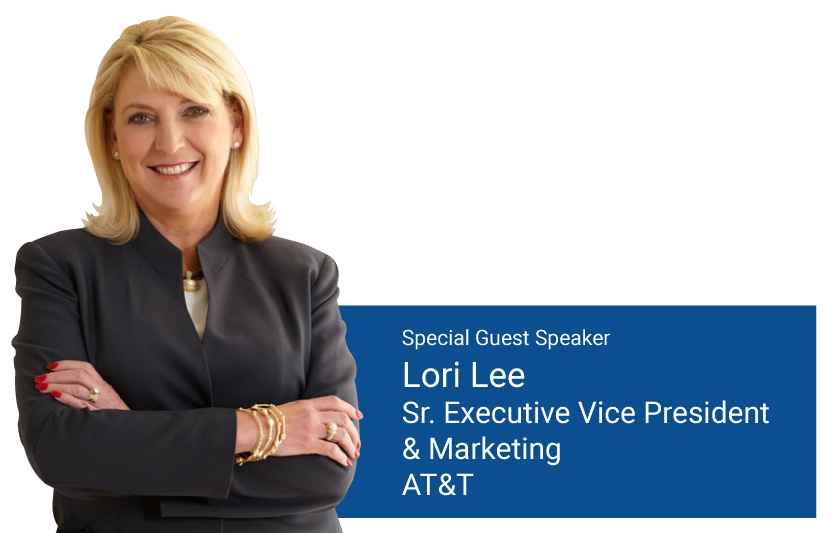 Special Guest Speaker
Lori Lee
Sr. Executive Vice President
& Marketing
AT&T